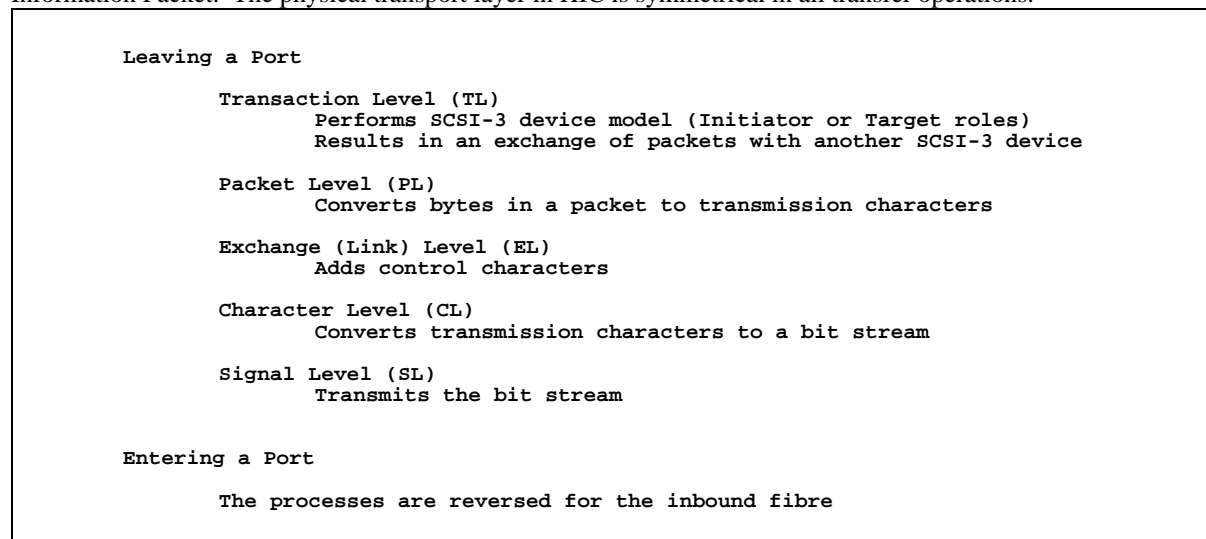 Information Packet. The physical transport layer in HIC is symmetrical in all transfer operations.
Leaving a Port
Transaction Level (TL)
Performs SCSI-3 device model (Initiator or Target roles)
Results in an exchange of packets with another SCSI-3 device
Packet Level (PL)
Converts bytes in a packet to transmission characters
Exchange (Link) Level (EL)
Adds control characters
Character Level (CL)
Converts transmission characters to a bit stream
Signal Level (SL)
Transmits the bit stream
Entering a Port
The processes are reversed for the inbound fibre